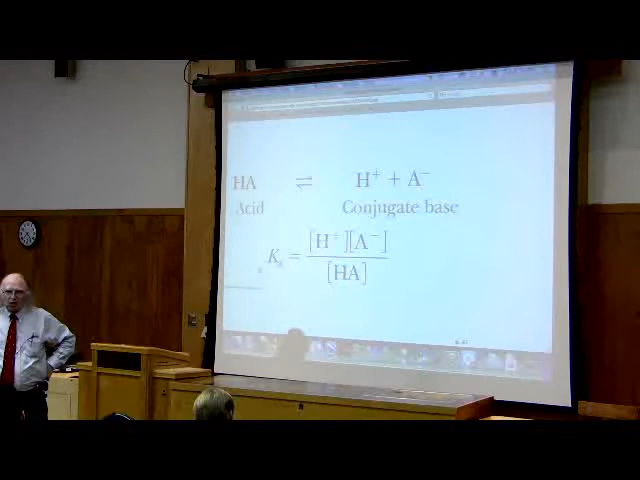 HA ⇌ H⁺ + A⁻
Acid Conjugate base
Kₐ = [H⁺][A⁻] / [HA]